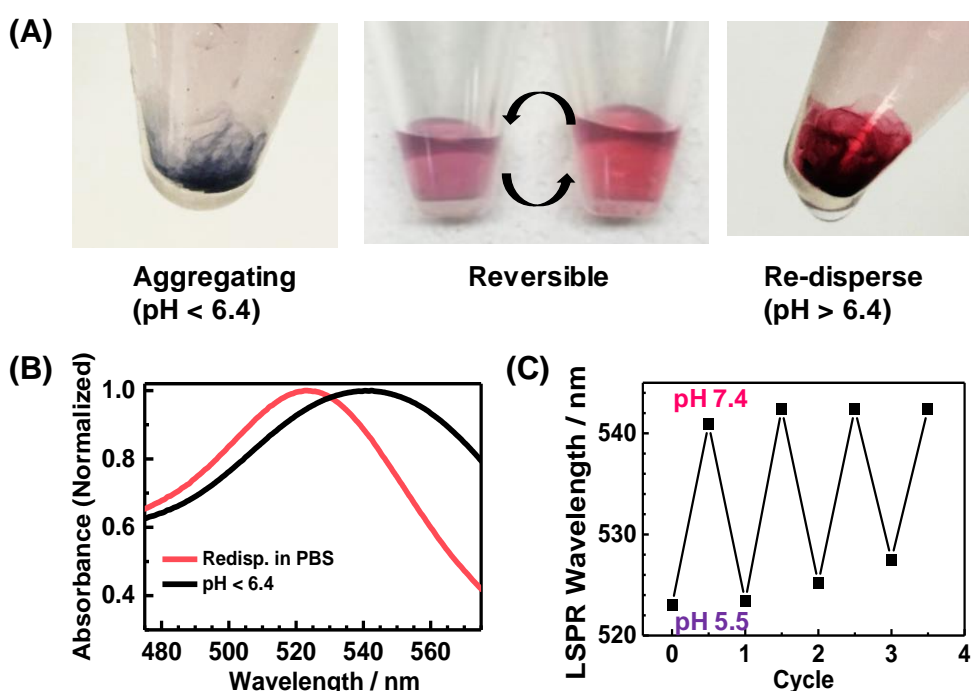 (A)
Aggregating
(pH < 6.4)
Reversible
Re-disperse
(pH > 6.4)
(B)
Absorbance (Normalized)
1.0
0.8
0.6
0.4
Redisp. in PBS
pH < 6.4
480 500 520 540 560
Wavelength / nm
(C)
LSPR Wavelength / nm
540
530
520
pH 7.4
pH 5.5
0 1 2 3 4
Cycle